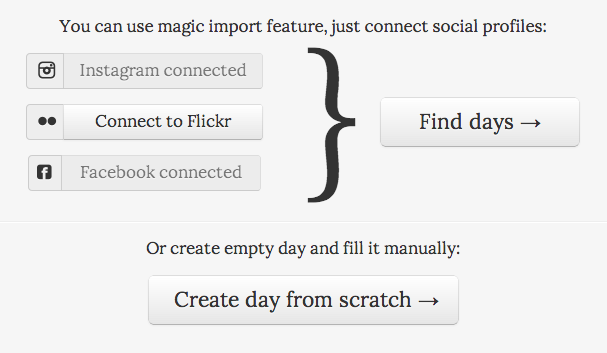 You can use magic import feature, just connect social profiles:
Instagram connected
Connect to Flickr
Facebook connected
Find days →
Or create empty day and fill it manually:
Create day from scratch →